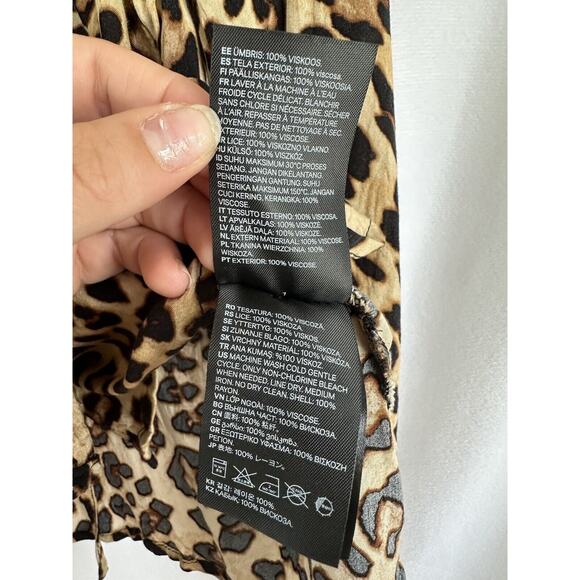 EE ÜMBRIS: 100% VISKOOS.
ES TELA EXTERIOR: 100% viscosa.
FI PÄÄLLISKANGAS: 100% VISKOOSIA
FR LAVER À LA MACHINE À L'EAU
FROIDE CYCLE DÉLICAT. BLANCHIR
SANS CHLORE SI NÉCESSAIRE. SÉCHER
À L'AIR. REPASSER À TEMPÉRATURE
MOYENNE. PAS DE NETTOYAGE À SEC.
EXTÉRIEUR: 100% VISCOSE
LICE: 100% VISKOZNO VLAKNO
HU KÜLSŐ: 100% VISZKÓZ.
ID SUHU MAKSIMUM 30°C PROSES
SEDANG. JANGAN DIKELANTANG
PENGERINGAN GANTUNG. SUHU
SETERIKA MAKSIMUM 150°C. JANGAN
CUCI KERING. KERANGKA: 100%
VISCOSE.
IT TESSUTO ESTERNO: 100% VISCOSA.
LT APVALKALAS: 100% VISKOZĖ.
LV ĀRĒJĀ DAĻA: 100% VISKOZE.
NL EXTERN MATERIAAL: 100% VISCOSE.
PL TKANINA WIERZCHNIA: 100%
WISKOZA.
PT EXTERIOR: 100% VISCOSE.
RO TESATURA: 100% VISCOZĂ.
RS LICE: 100% VISKOZA.
SE YTTERTYG: 100% VISKOS.
SI ZUNANJE BLAGO: 100% VISKOZA.
SK VRCHNÝ MATERIÁL: 100% VISKÓZA.
TR ANA KUMAŞ: %100 VİSKOZ.
US MACHINE WASH COLD GENTLE
CYCLE. ONLY NON-CHLORINE BLEACH
WHEN NEEDED. LINE DRY. MEDIUM
IRON. NO DRY CLEAN. SHELL: 100%
RAYON.
VN LỚP NGOÀI: 100% VISCOSE.
BG ВЪНШНА ЧАСТ: 100% ВИСКОЗА.
CN 面料: 100% 粘纤。
GE გარსი: 100% ვისკოზა.
GR ΕΞΩΤΕΡΙΚΟ ΥΦΑΣΜΑ: 100% ΒΙΣΚΟΖΗ
РЕГИОН.
JP 表地: 100% レーヨン。
KR 겉감: 레이온 100%.
KZ КАБЫК: 100% ВИСКОЗА.